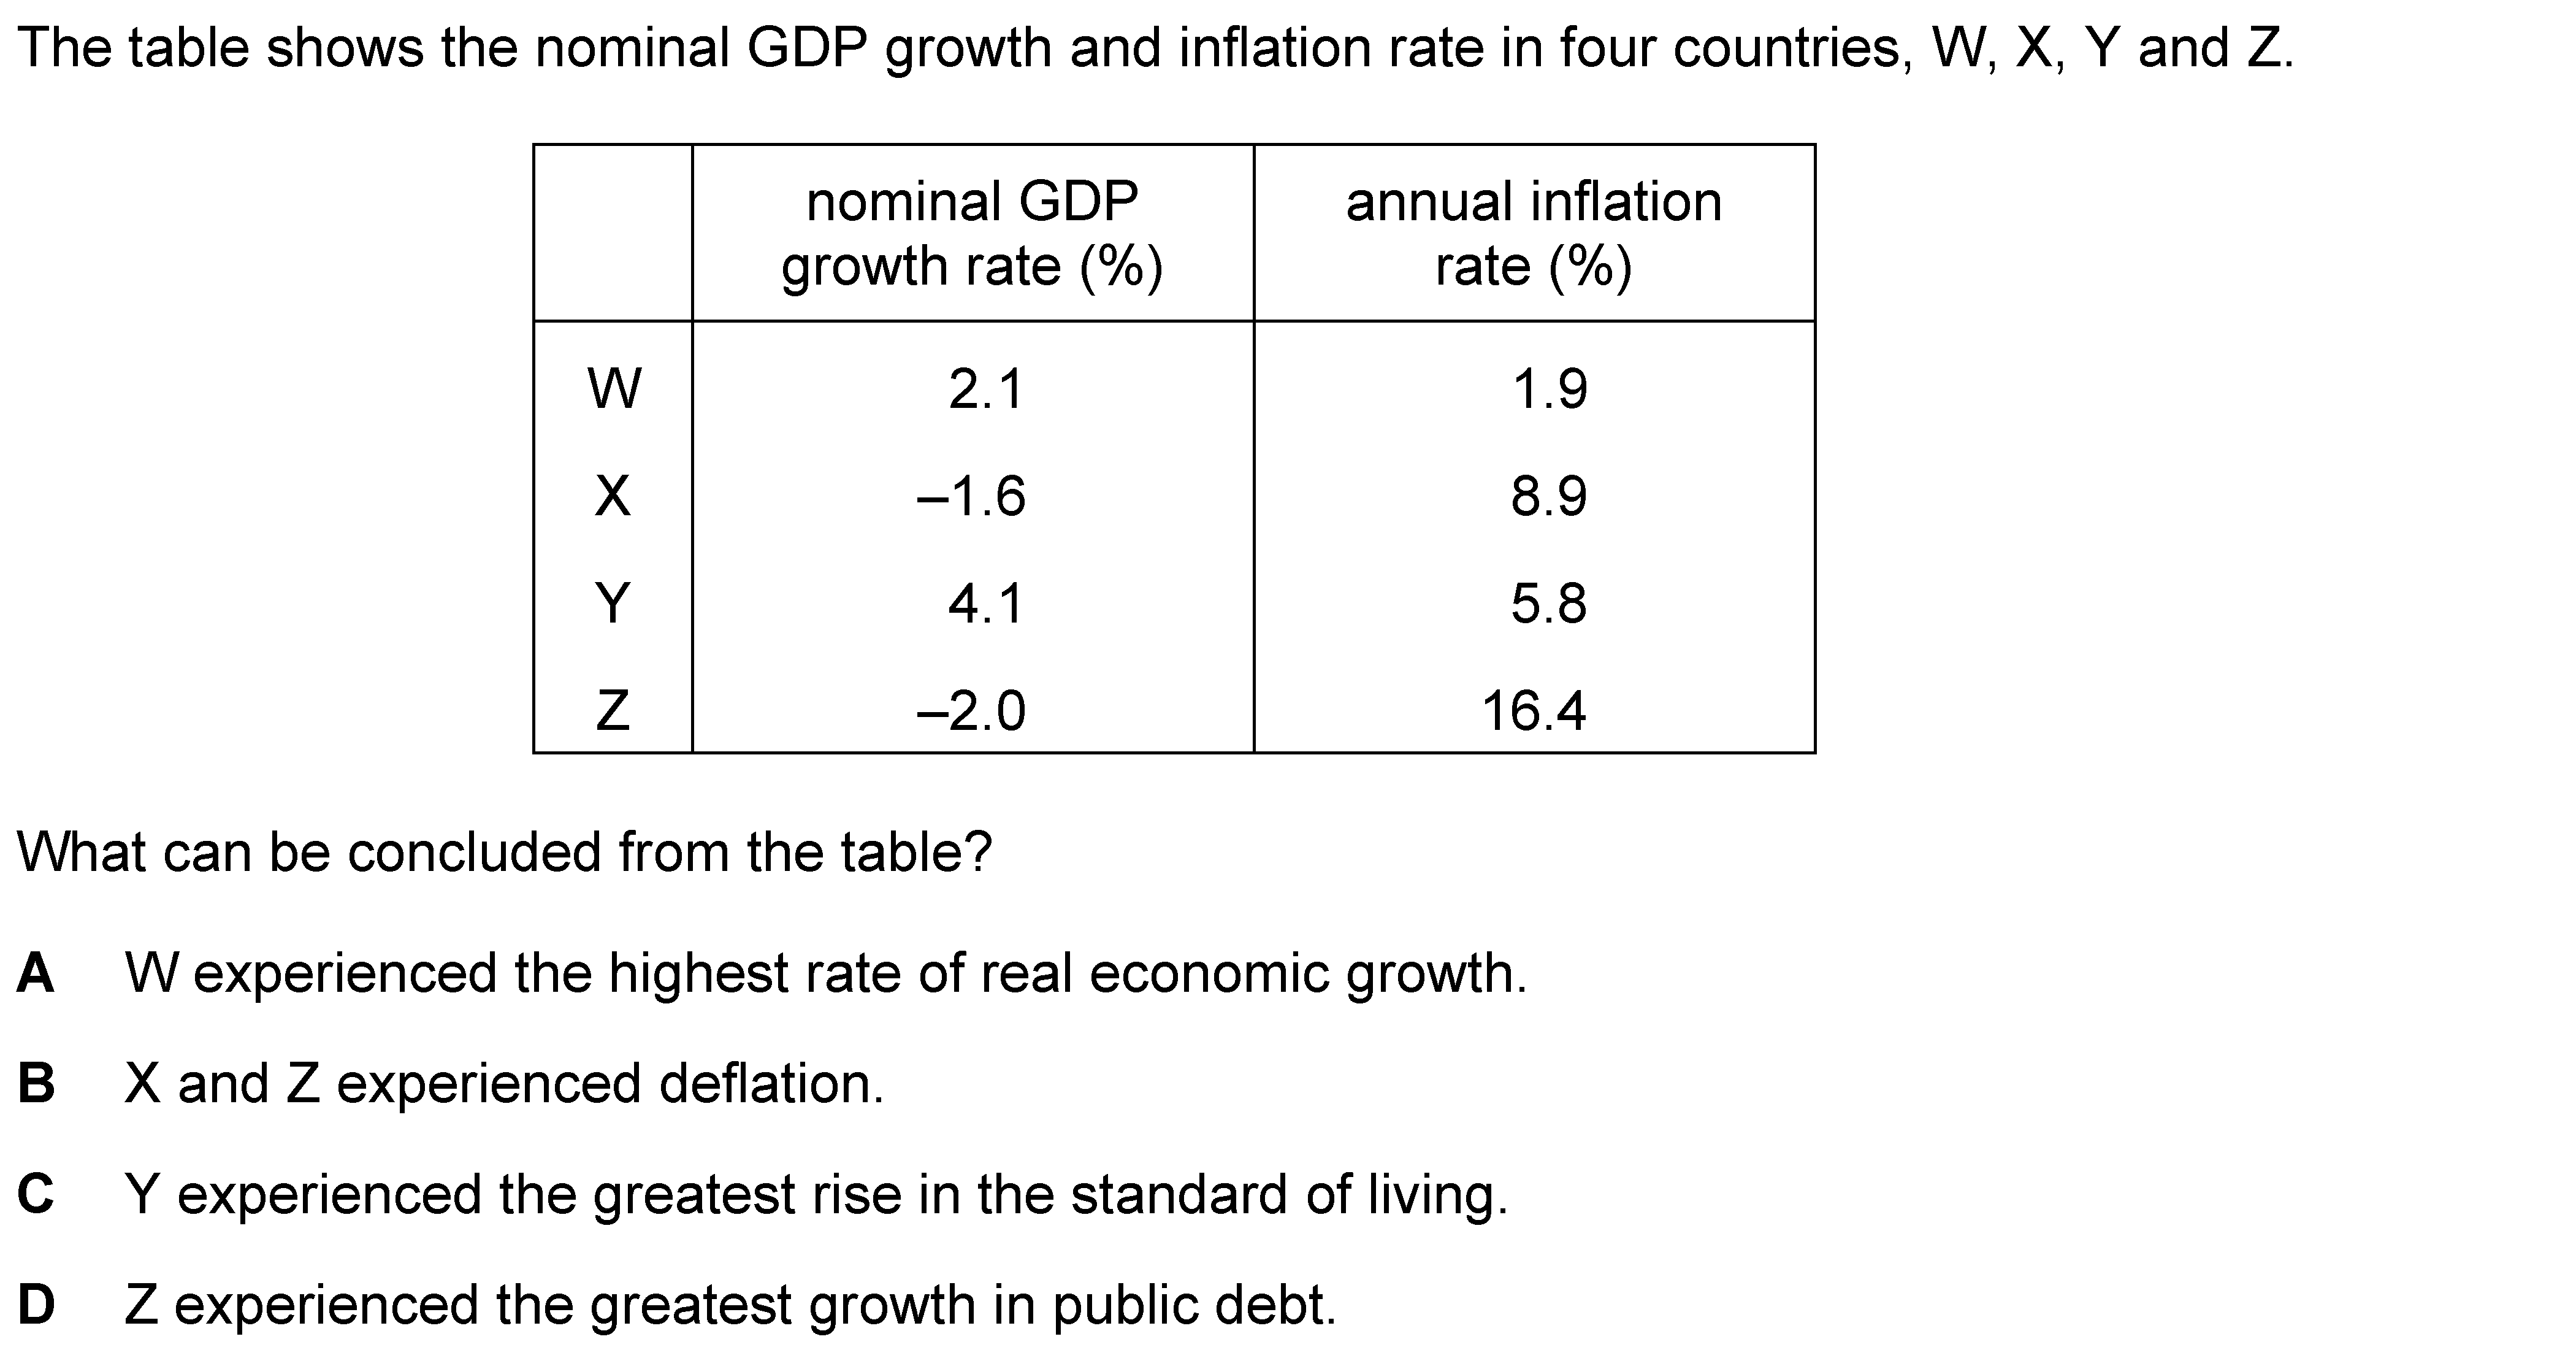 The table shows the nominal GDP growth and inflation rate in four countries, W, X, Y and Z.
nominal GDP growth rate (%) annual inflation rate (%)
W 2.1 1.9
X –1.6 8.9
Y 4.1 5.8
Z –2.0 16.4
What can be concluded from the table?
A W experienced the highest rate of real economic growth.
B X and Z experienced deflation.
C Y experienced the greatest rise in the standard of living.
D Z experienced the greatest growth in public debt.